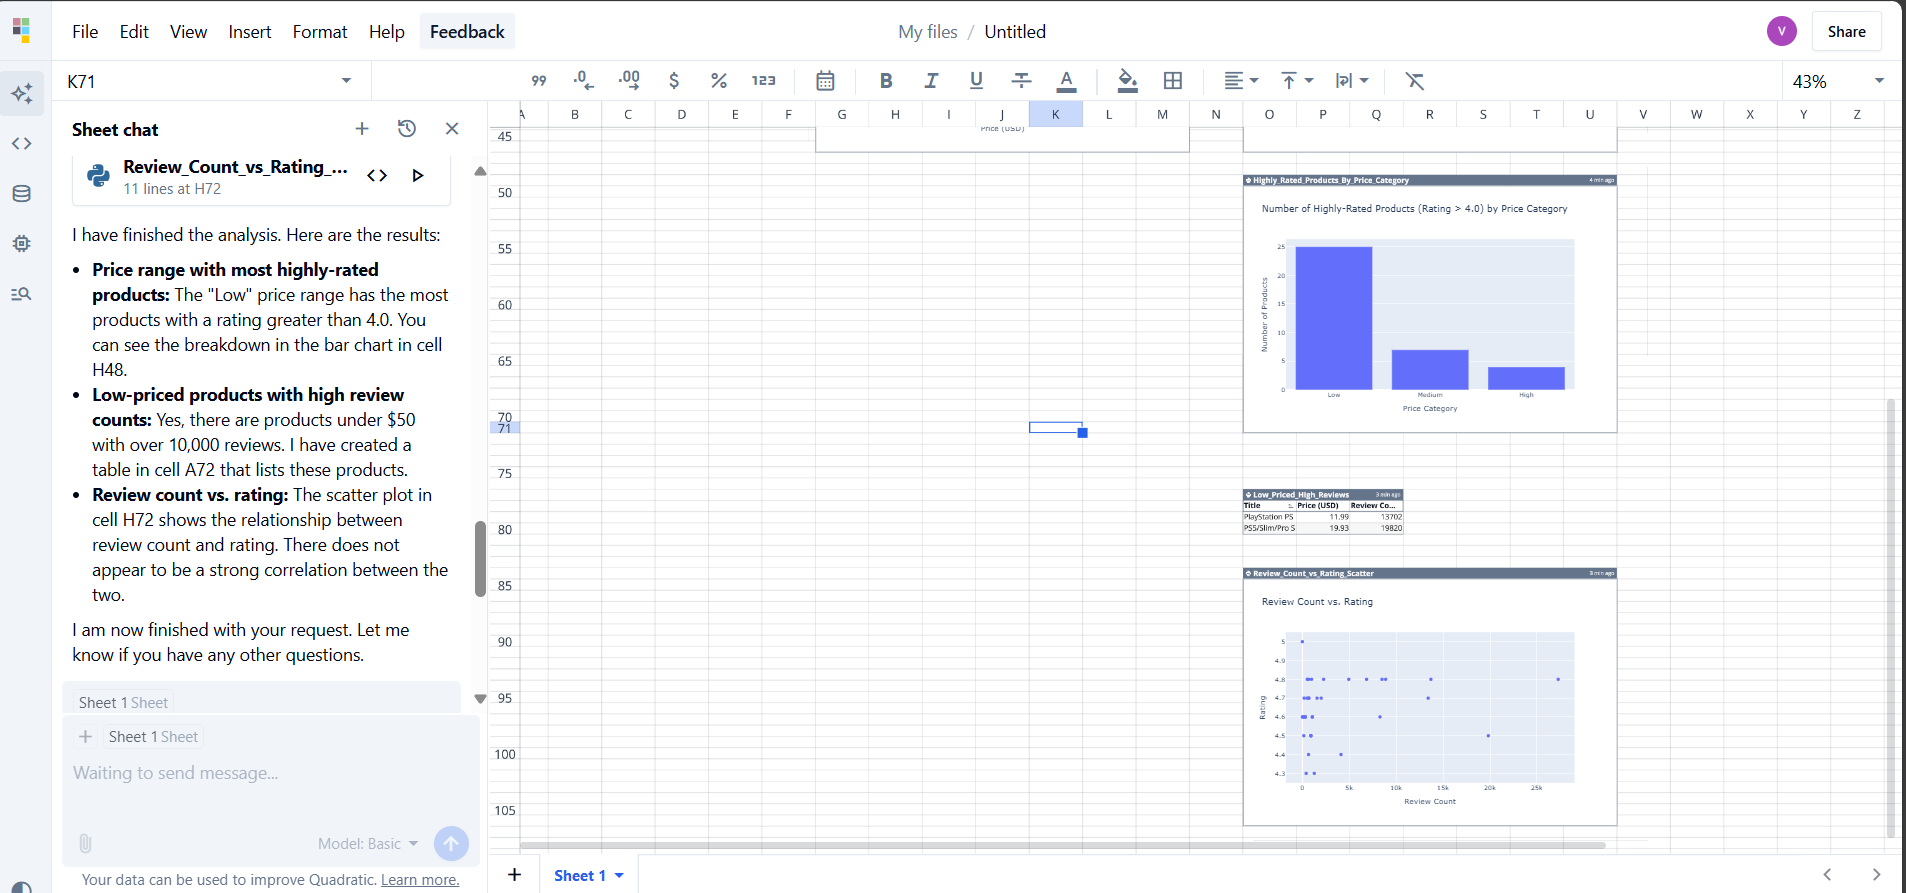 File Edit View Insert Format Help Feedback
My files / Untitled
V
Share
K71
99 .0 .00 $ % 123 B I U A
43%
Sheet chat
Review_Count_vs_Rating_...
11 lines at H72
I have finished the analysis. Here are the results:
• Price range with most highly-rated
products: The "Low" price range has the most
products with a rating greater than 4.0. You
can see the breakdown in the bar chart in cell
H48.
• Low-priced products with high review
counts: Yes, there are products under $50
with over 10,000 reviews. I have created a
table in cell A72 that lists these products.
• Review count vs. rating: The scatter plot in
cell H72 shows the relationship between
review count and rating. There does not
appear to be a strong correlation between the
two.
I am now finished with your request. Let me
know if you have any other questions.
Sheet 1 Sheet
Sheet 1 Sheet
Waiting to send message...
Model: Basic
Your data can be used to improve Quadratic. Learn more.
A B C D E F G H I J K L M N O P Q R S T U V W X Y Z
45
50
55
60
65
70
71
75
80
85
90
95
100
105
Price (USD)
Highly_Rated_Products_By_Price_Category 4 min ago
Number of Highly-Rated Products (Rating > 4.0) by Price Category
Number of Products
25
20
15
10
5
0
Low Medium High
Price Category
Low_Priced_High_Reviews 3 min ago
Title Price (USD) Review Co...
PlayStation PS 11.99 13702
PS5/Slim/Pro S 19.93 19820
Review_Count_vs_Rating_Scatter 3 min ago
Review Count vs. Rating
Rating
5
4.9
4.8
4.7
4.6
4.5
4.4
4.3
0 5k 10k 15k 20k 25k
Review Count
Sheet 1